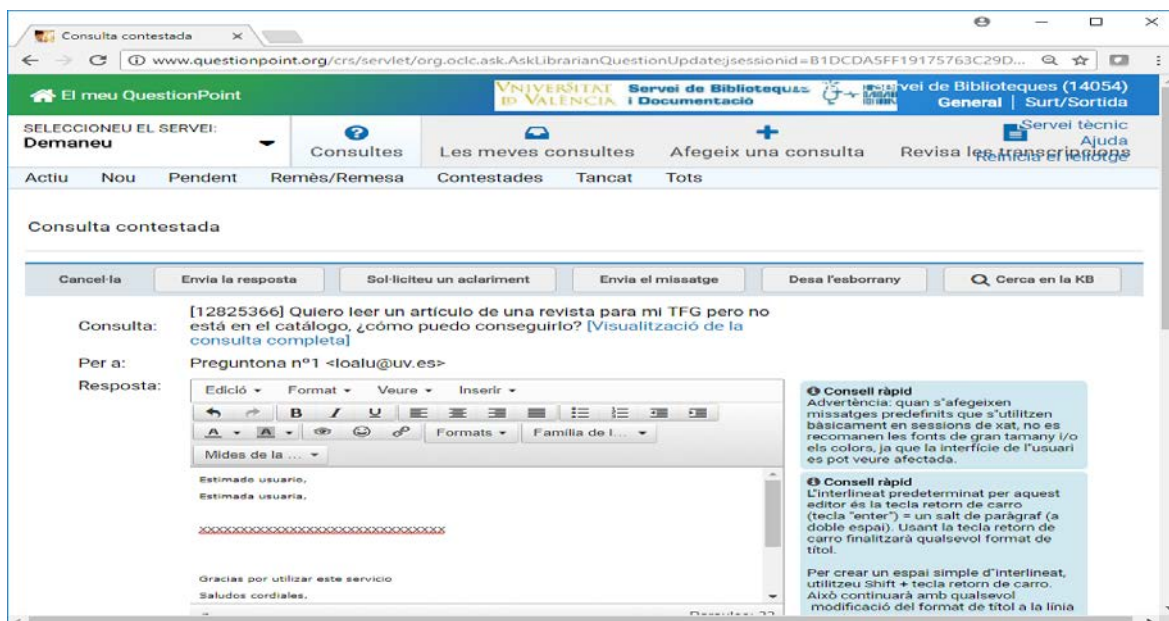 Consulta contestada
www.questionpoint.org/crs/servlet/org.oclc.ask.AskLibrarianQuestionUpdate;jsessionid=B1DCDA5FF19175763C29D...
El meu QuestionPoint
VNIVERSITAT ID VALÈNCIA
Servei de Biblioteques i Documentació
vei de Biblioteques (14054)
General | Surt/Sortida
SELECCIONEU EL SERVEI:
Demaneu
Consultes
Les meves consultes
Afegeix una consulta
Revisa les transcripcions
Servei tècnic
Ajuda
Reinicia el rellotge
Actiu Nou Pendent Remès/Remesa Contestades Tancat Tots
Consulta contestada
Cancel·la Envia la resposta Sol·liciteu un aclariment Envia el missatge Desa l'esborrany Cerca en la KB
Consulta:
[12825366] Quiero leer un artículo de una revista para mi TFG pero no
está en el catálogo, ¿cómo puedo conseguirlo? [Visualització de la
consulta completa]
Per a: Preguntona nº1 <loalu@uv.es>
Resposta:
Edició Format Veure Inserir
B I U
A A Formats Família de l...
Mides de la ...
Estimado usuario,
Estimada usuaria,
xxxxxxxxxxxxxxxxxxxxxxxxxxxxxxxx
Gracias por utilizar este servicio
Saludos cordiales,
Consell ràpid
Advertència: quan s"afegeixen
missatges predefinits que s"utilitzen
bàsicament en sessions de xat, no es
recomanen les fonts de gran tamany i/o
els colors, ja que la interfície de l"usuari
es pot veure afectada.
Consell ràpid
L"interlineat predeterminat per aquest
editor és la tecla retorn de carro
(tecla "enter") = un salt de paràgraf (a
doble espai). Usant la tecla retorn de
carro finalitzarà qualsevol format de
títol.
Per crear un espai simple d"interlineat,
utilitzeu Shift + tecla retorn de carro.
Això continuarà amb qualsevol
modificació del format de títol a la línia